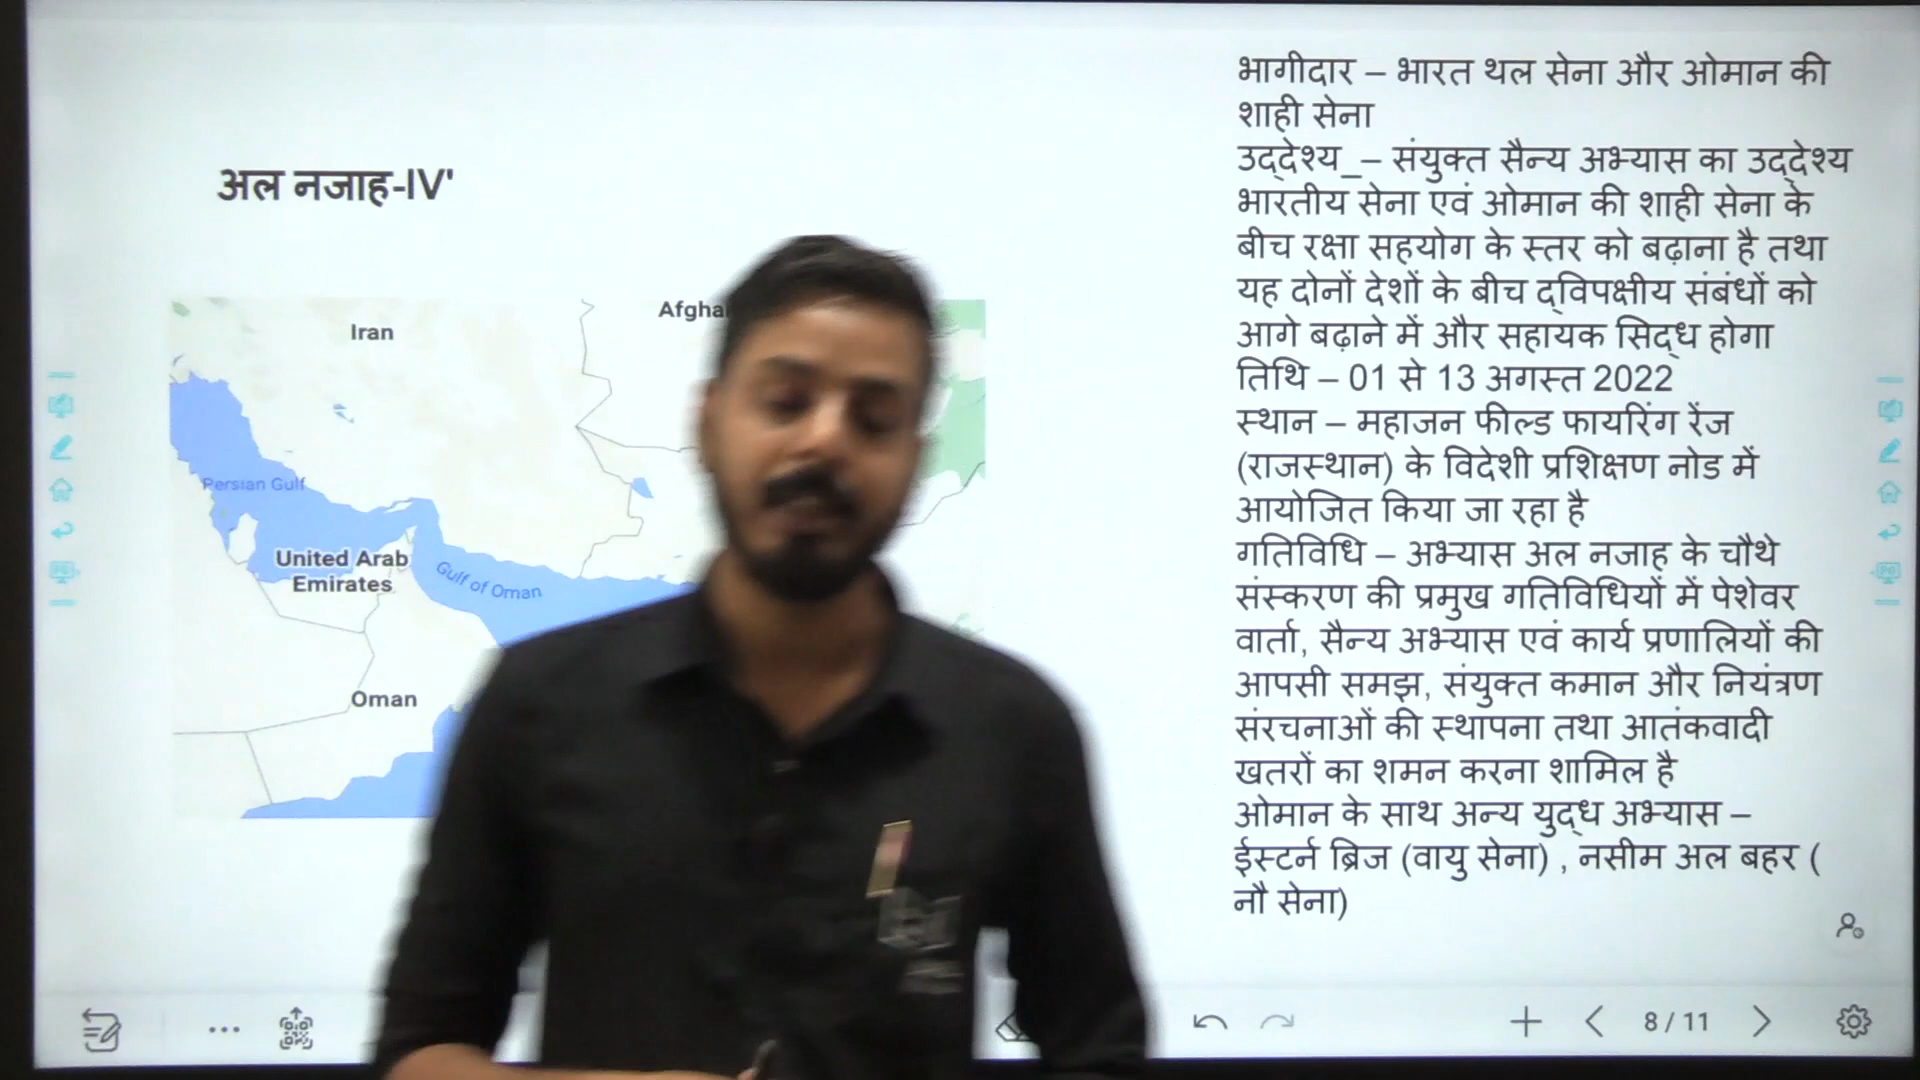 अल नजाह-IV'
Iran
Afgha
Persian Gulf
United Arab
Emirates
Gulf of Oman
Oman
भागीदार – भारत थल सेना और ओमान की
शाही सेना
उद्देश्य_– संयुक्त सैन्य अभ्यास का उद्देश्य
भारतीय सेना एवं ओमान की शाही सेना के
बीच रक्षा सहयोग के स्तर को बढ़ाना है तथा
यह दोनों देशों के बीच द्विपक्षीय संबंधों को
आगे बढ़ाने में और सहायक सिद्ध होगा
तिथि – 01 से 13 अगस्त 2022
स्थान – महाजन फील्ड फायरिंग रेंज
(राजस्थान) के विदेशी प्रशिक्षण नोड में
आयोजित किया जा रहा है
गतिविधि – अभ्यास अल नजाह के चौथे
संस्करण की प्रमुख गतिविधियों में पेशेवर
वार्ता, सैन्य अभ्यास एवं कार्य प्रणालियों की
आपसी समझ, संयुक्त कमान और नियंत्रण
संरचनाओं की स्थापना तथा आतंकवादी
खतरों का शमन करना शामिल है
ओमान के साथ अन्य युद्ध अभ्यास –
ईस्टर्न ब्रिज (वायु सेना) , नसीम अल बहर (
नौ सेना)
8 / 11